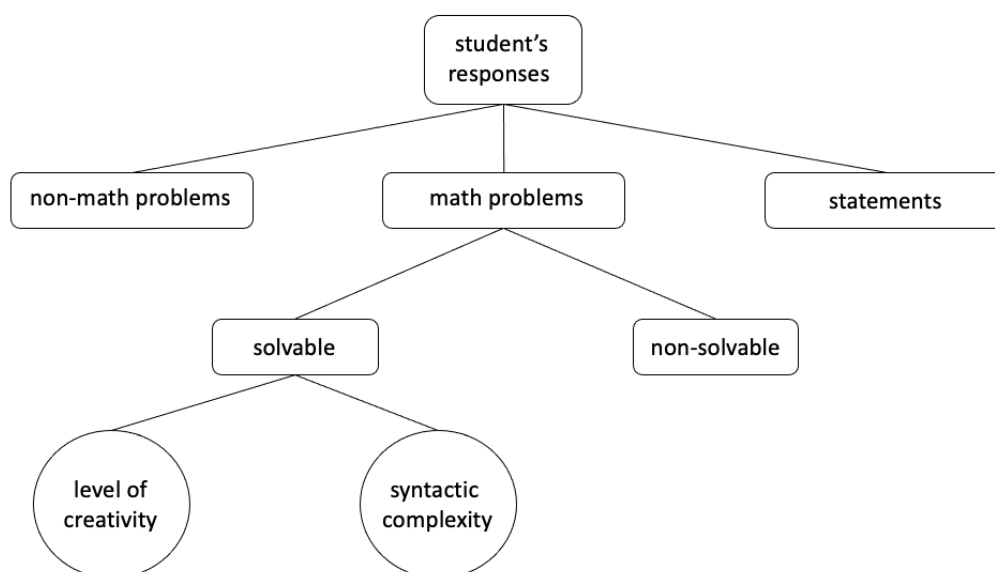 student’s
responses
non-math problems
math problems
statements
solvable
non-solvable
level of
creativity
syntactic
complexity